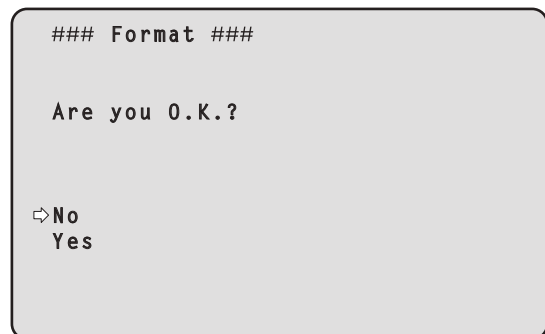 ### Format ###
Are you O.K.?
⇨No
Yes